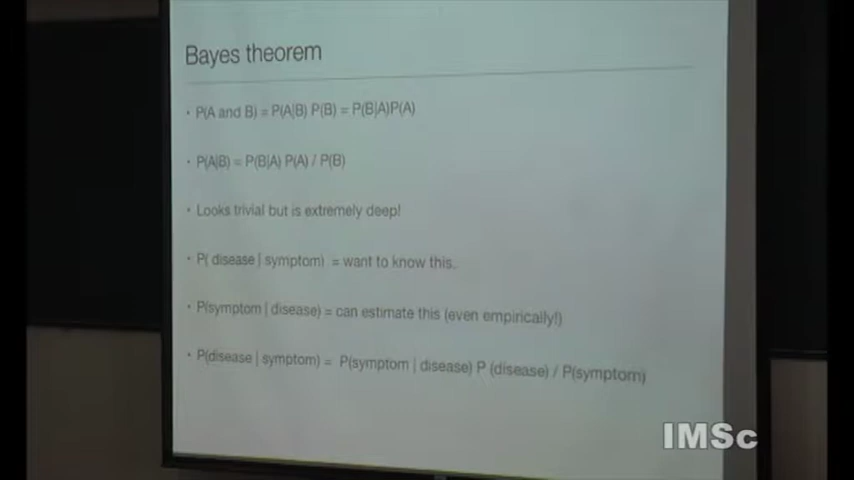 Bayes theorem
· P(A and B) = P(A|B) P(B) = P(B|A)P(A)
· P(A|B) = P(B|A) P(A) / P(B)
· Looks trivial but is extremely deep!
· P( disease | symptom)  = want to know this.
· P(symptom | disease) = can estimate this (even empirically!)
· P(disease | symptom) =  P(symptom | disease) P (disease) / P(symptom)
IMSc